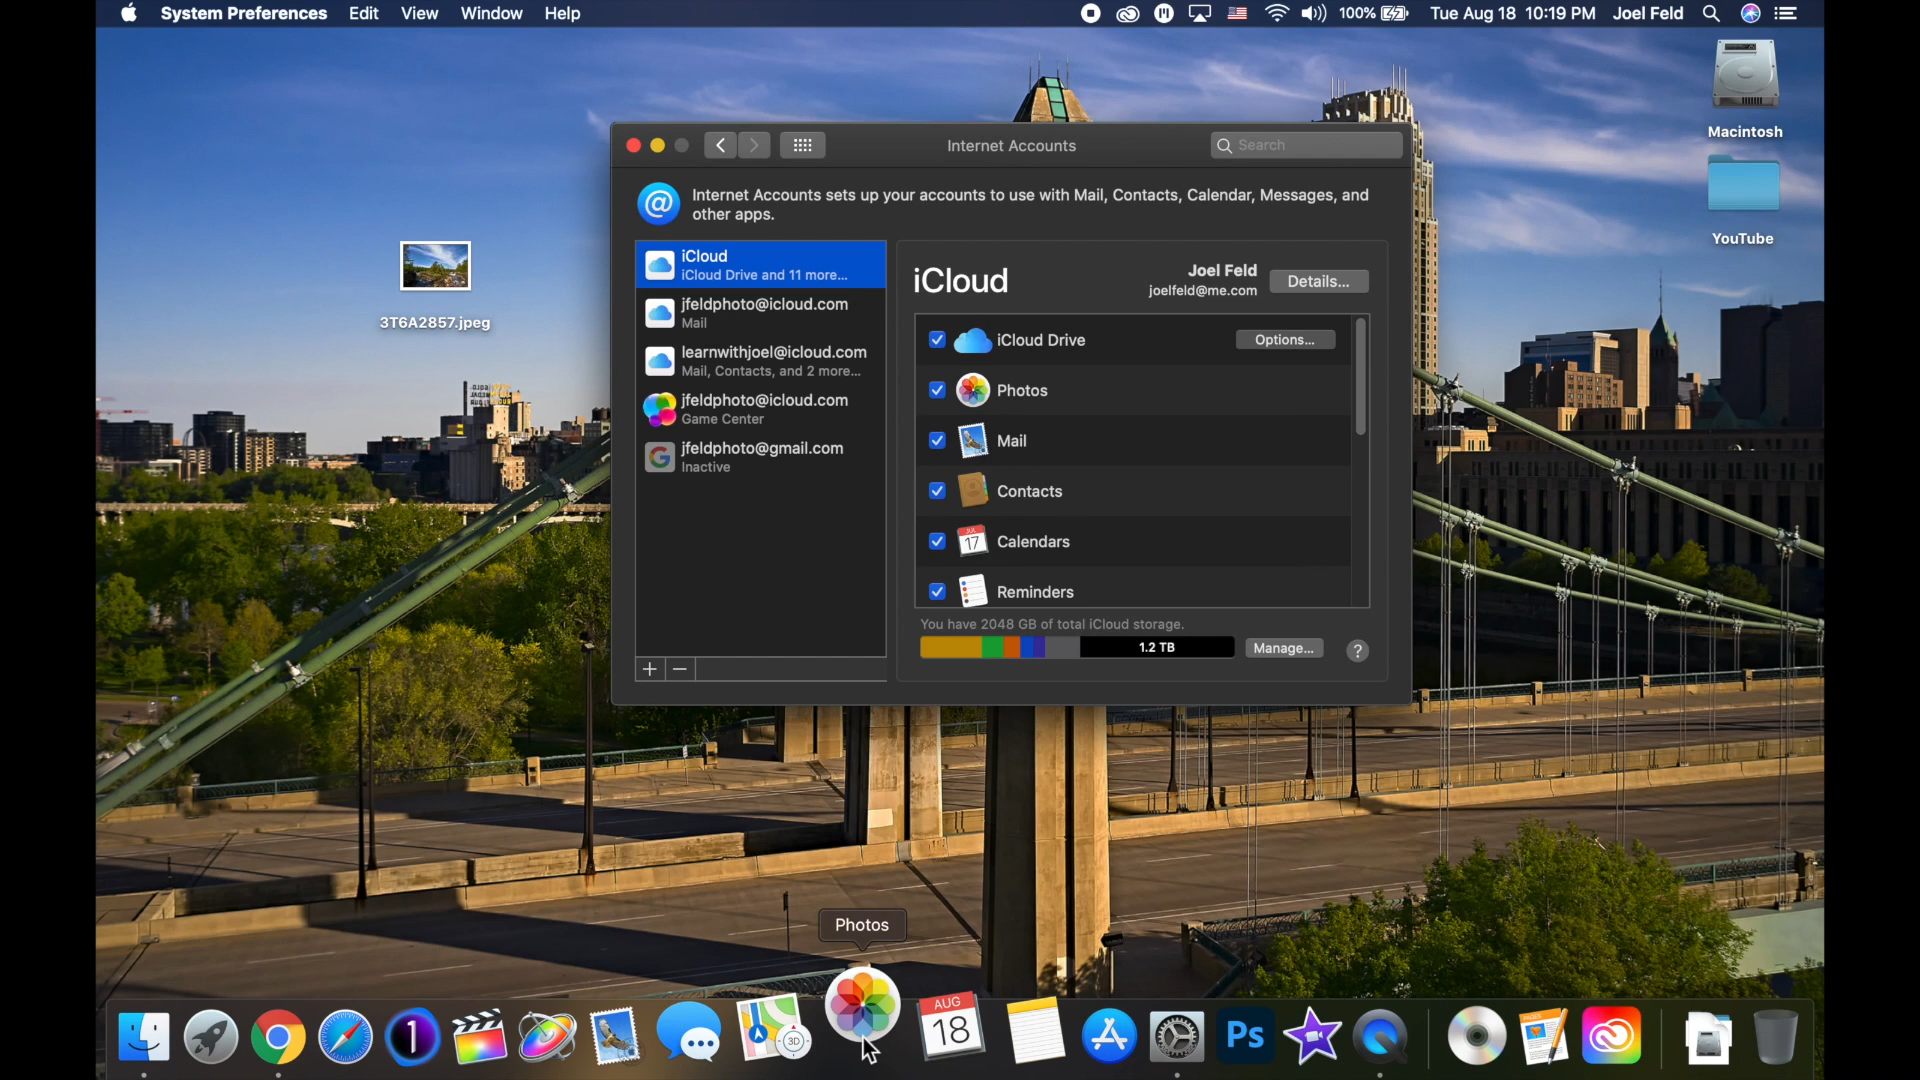 System Preferences Edit View Window Help
100% Tue Aug 18 10:19 PM Joel Feld
Macintosh
YouTube
3T6A2857.jpeg
Internet Accounts
Search
Internet Accounts sets up your accounts to use with Mail, Contacts, Calendar, Messages, and
other apps.
iCloud
iCloud Drive and 11 more...
jfeldphoto@icloud.com
Mail
learnwithjoel@icloud.com
Mail, Contacts, and 2 more...
jfeldphoto@icloud.com
Game Center
jfeldphoto@gmail.com
Inactive
iCloud
Joel Feld
joelfeld@me.com
Details...
iCloud Drive
Options...
Photos
Mail
Contacts
JUL
17
Calendars
Reminders
You have 2048 GB of total iCloud storage.
1.2 TB
Manage...
?
Photos
1
3D
AUG
18
Ps
PAGES